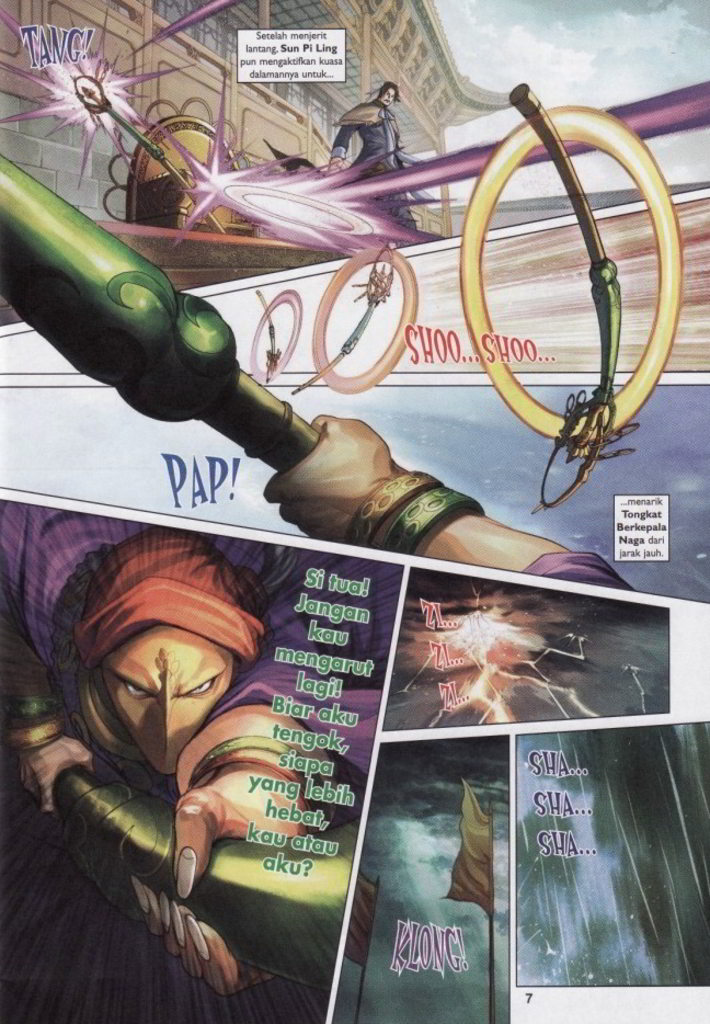 TANG!
Setelah menjerit
lantang, Sun Pi Ling
pun mengaktifkan kuasa
dalamannya untuk...
SHOO... SHOO...
PAP!
...menarik
Tongkat
Berkepala
Naga dari
jarak jauh.
Si tua!
Jangan
kau
mengarut
lagi!
Biar aku
tengok,
siapa
yang lebih
hebat,
kau atau
aku?
ZI...
ZI...
ZI...
KLONG!
SHA...
SHA...
SHA...
7